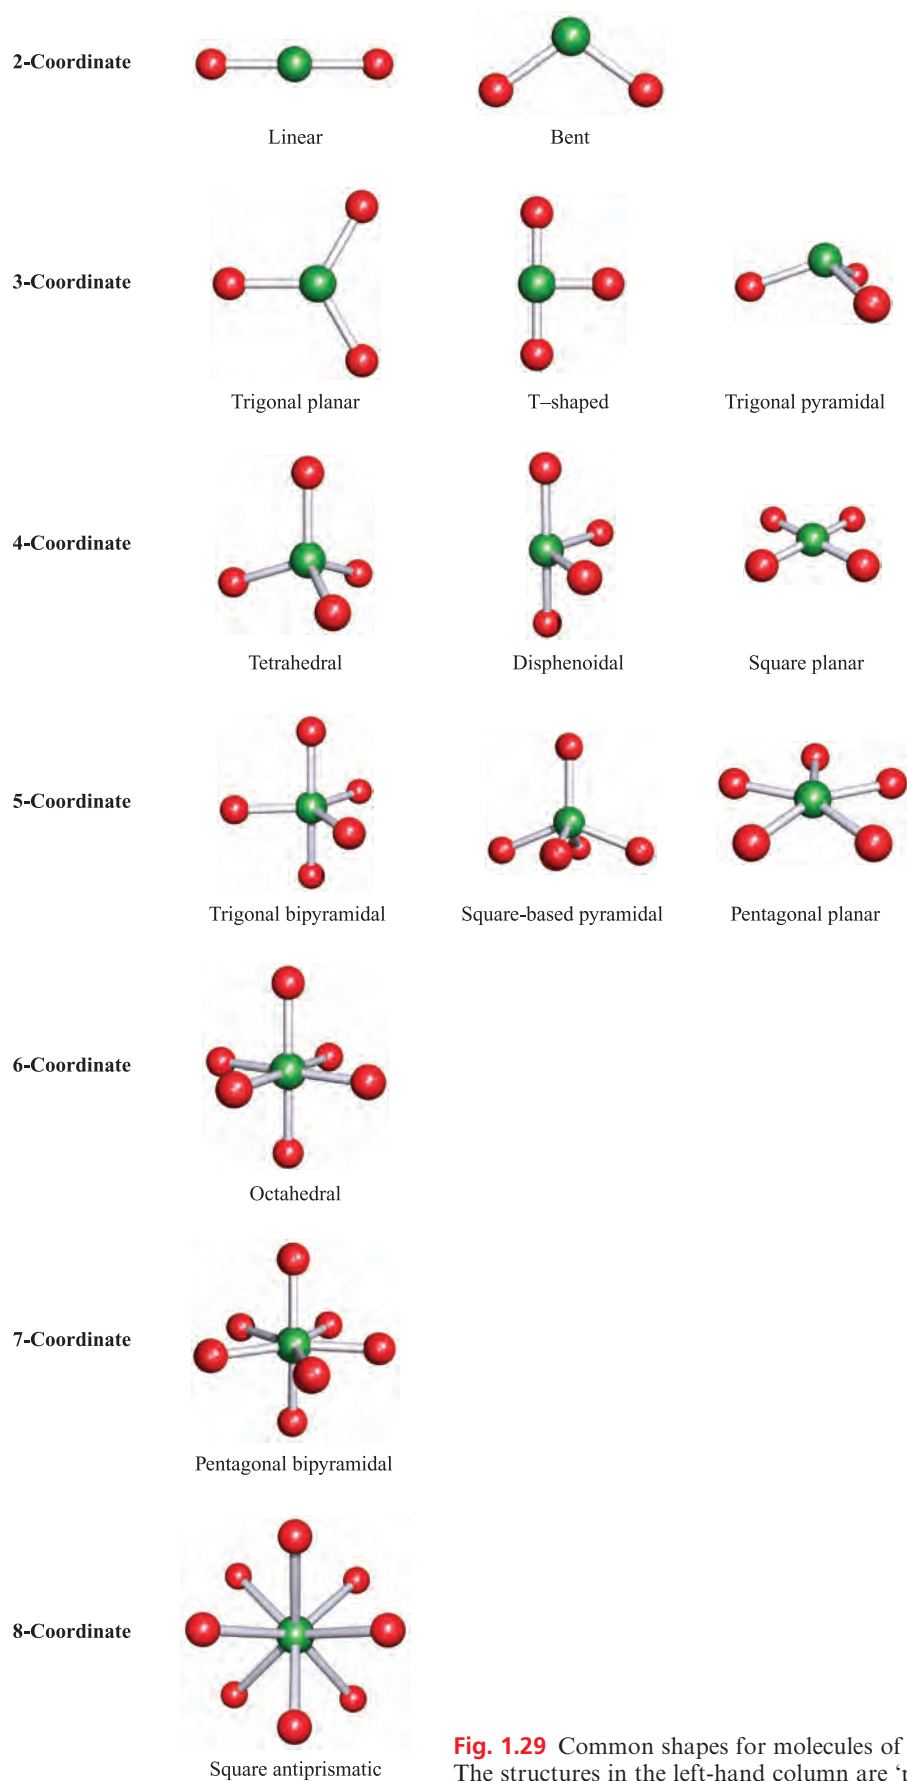 2-Coordinate
Linear
Bent
3-Coordinate
Trigonal planar
T–shaped
Trigonal pyramidal
4-Coordinate
Tetrahedral
Disphenoidal
Square planar
5-Coordinate
Trigonal bipyramidal
Square-based pyramidal
Pentagonal planar
6-Coordinate
Octahedral
7-Coordinate
Pentagonal bipyramidal
8-Coordinate
Square antiprismatic
Fig. 1.29 Common shapes for molecules of
The structures in the left-hand column are